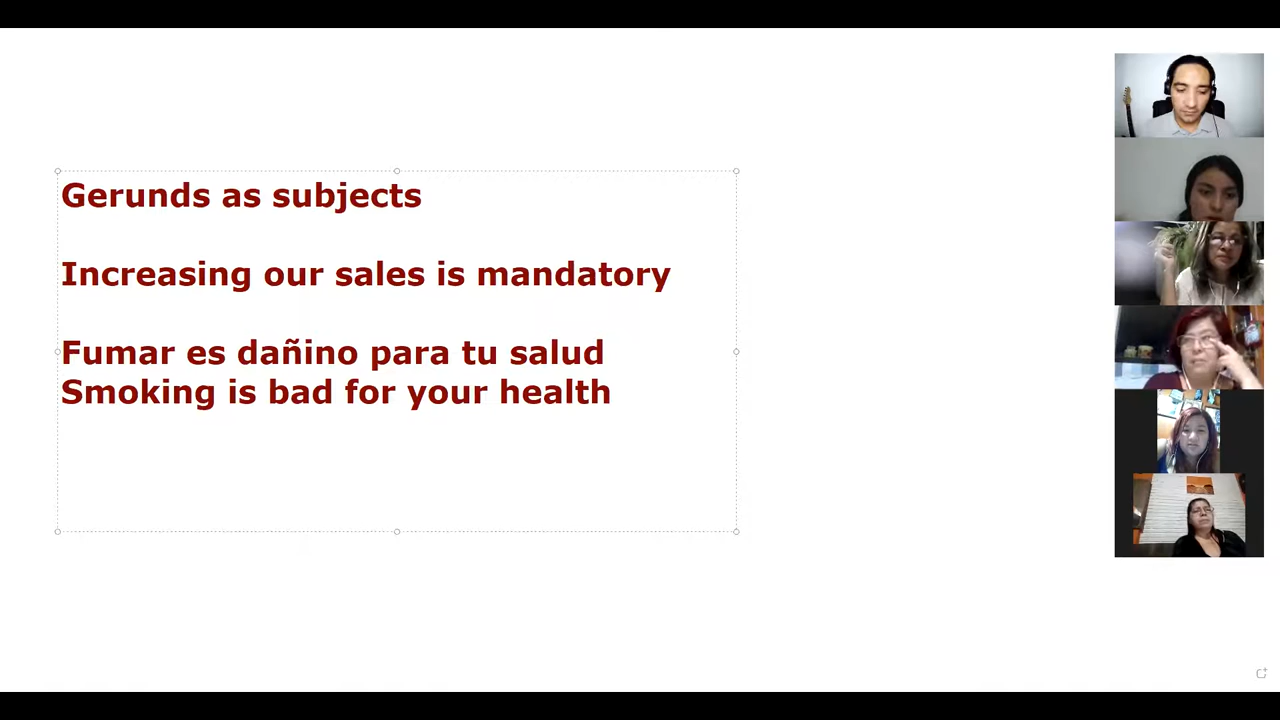 Gerunds as subjects
Increasing our sales is mandatory
Fumar es dañino para tu salud
Smoking is bad for your health